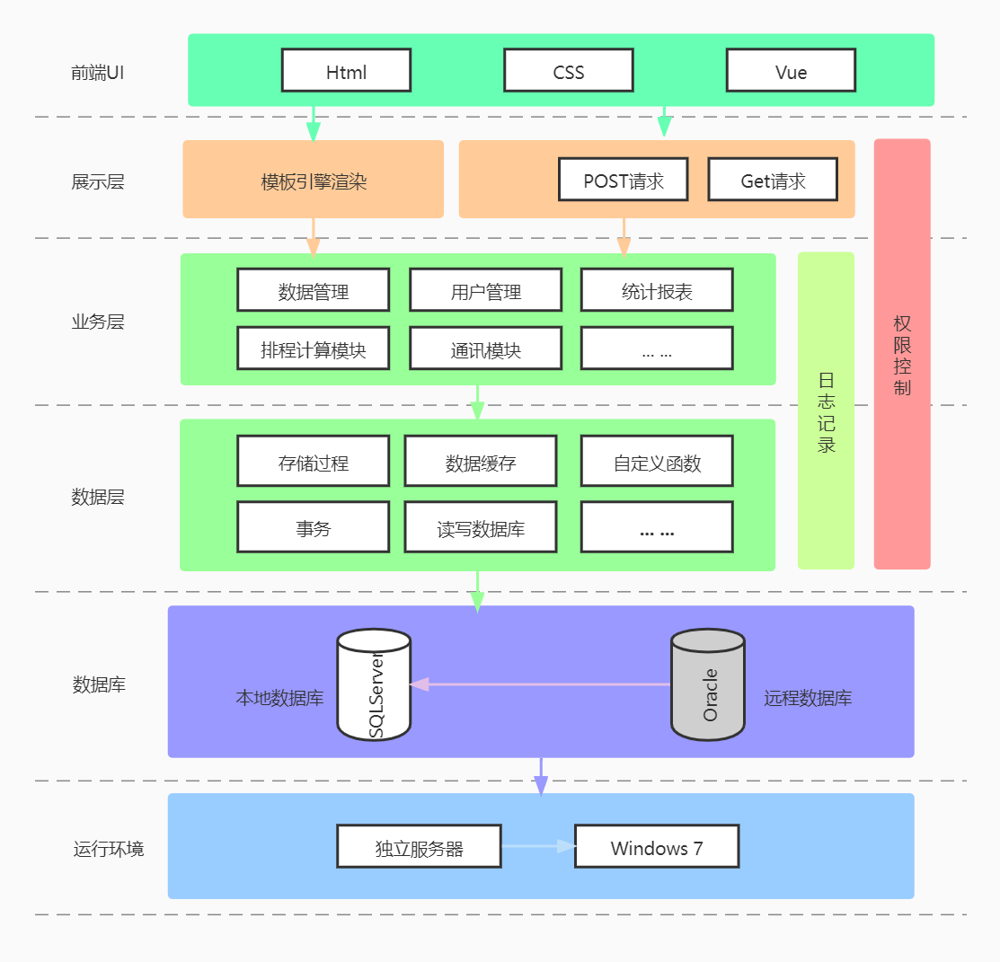 前端UI
Html
CSS
Vue
展示层
模板引擎渲染
POST请求
Get请求
业务层
数据管理
用户管理
统计报表
排程计算模块
通讯模块
... ...
权限控制
日志记录
数据层
存储过程
数据缓存
自定义函数
事务
读写数据库
... ...
数据库
本地数据库
SQLServer
Oracle
远程数据库
运行环境
独立服务器
Windows 7